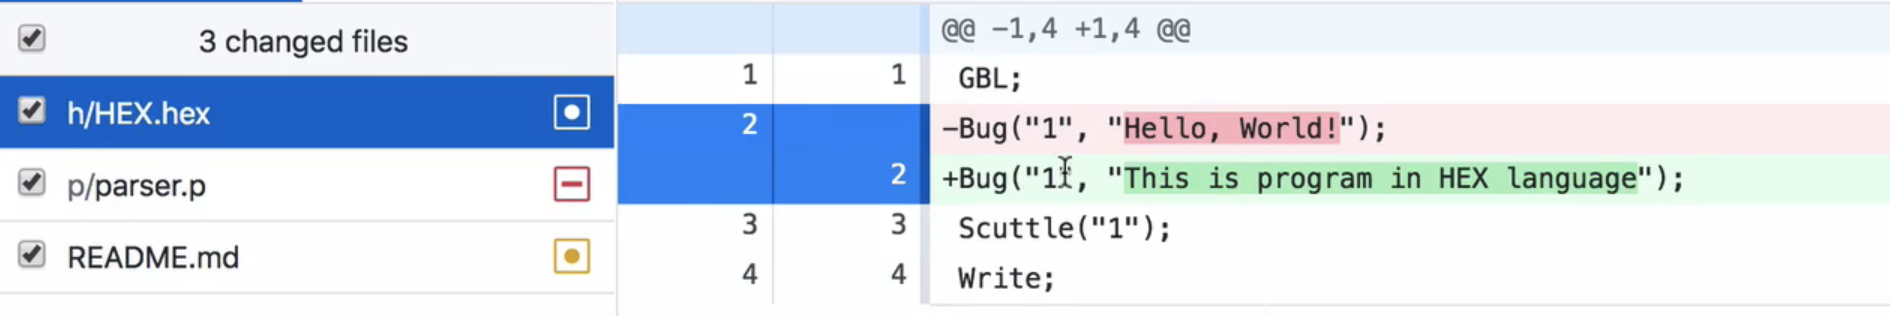 3 changed files
h/HEX.hex
p/parser.p
README.md
@@ -1,4 +1,4 @@
1 1 GBL;
2 -Bug("1", "Hello, World!");
2 +Bug("1", "This is program in HEX language");
3 3 Scuttle("1");
4 4 Write;